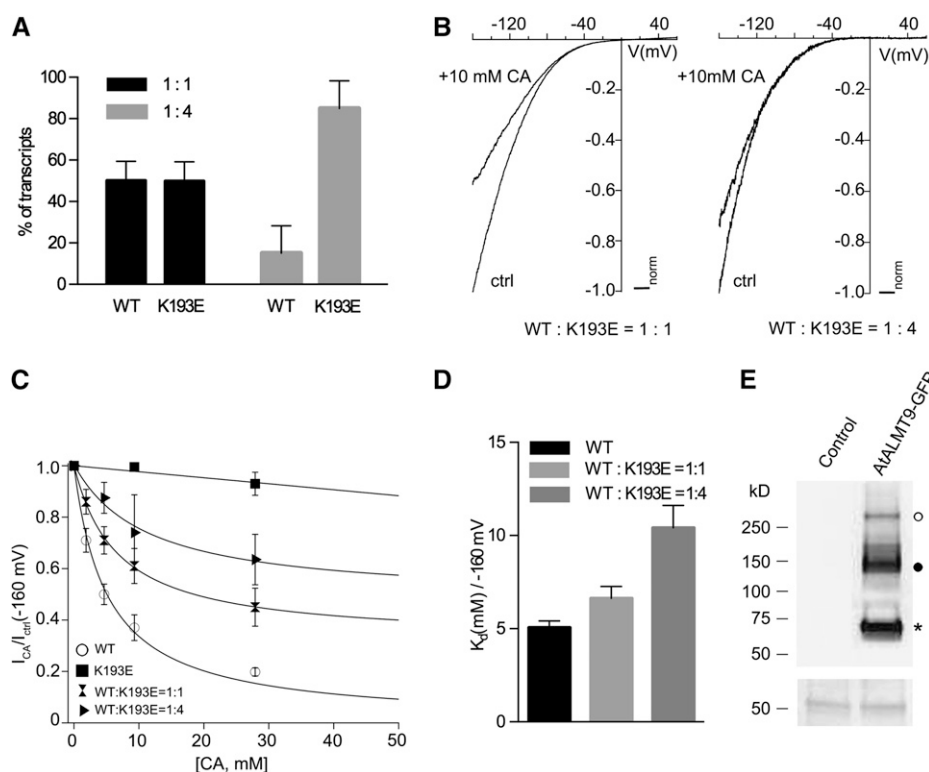 A
% of transcripts
100
80
60
40
20
0
1 : 1
1 : 4
WT
K193E
WT
K193E
B
-120
-40
40
V(mV)
+10 mM CA
-0.2
-0.4
-0.6
-0.8
-1.0
ctrl
I norm
WT : K193E = 1 : 1
-120
-40
40
V(mV)
+10mM CA
-0.2
-0.4
-0.6
-0.8
-1.0
ctrl
I norm
WT : K193E = 1 : 4
C
I CA/I ctrl(-160 mV)
1.0
0.8
0.6
0.4
0.2
WT
K193E
WT:K193E=1:1
WT:K193E=1:4
0
10
20
30
40
50
[CA, mM]
D
Kd(mM) / -160 mV
15
10
5
0
WT
WT : K193E =1:1
WT : K193E =1:4
E
Control
AtALMT9-GFP
kD
250
150
100
75
50
*
50